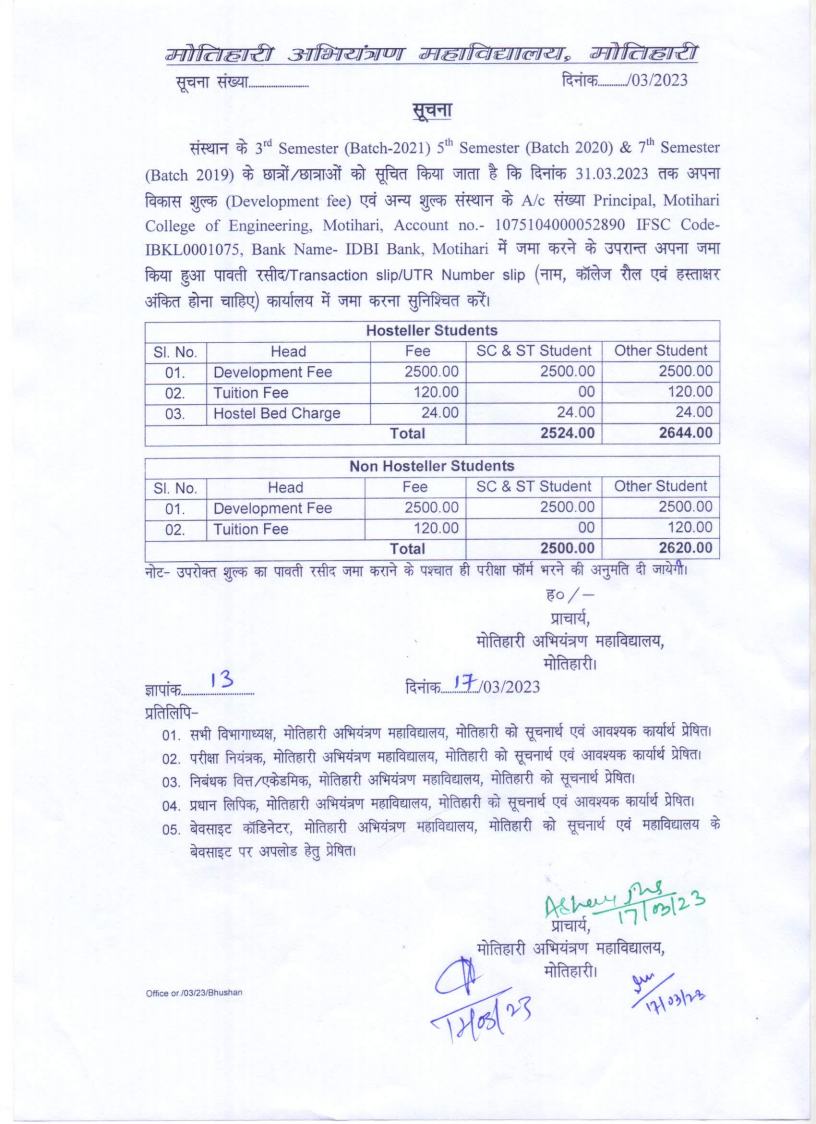 मोतिहारी अभियंत्रण महाविद्यालय, मोतिहारी
सूचना संख्या.................... दिनांक.........../03/2023
सूचना
संस्थान के 3rd Semester (Batch-2021) 5th Semester (Batch 2020) & 7th Semester
(Batch 2019) के छात्रों/छात्राओं को सूचित किया जाता है कि दिनांक 31.03.2023 तक अपना
विकास शुल्क (Development fee) एवं अन्य शुल्क संस्थान के A/c संख्या Principal, Motihari
College of Engineering, Motihari, Account no.- 1075104000052890 IFSC Code-
IBKL0001075, Bank Name- IDBI Bank, Motihari में जमा करने के उपरान्त अपना जमा
किया हुआ पावती रसीद/Transaction slip/UTR Number slip (नाम, कॉलेज रौल एवं हस्ताक्षर
अंकित होना चाहिए) कार्यालय में जमा करना सुनिश्चित करें।
Hosteller Students
Sl. No. Head Fee SC & ST Student Other Student
01. Development Fee 2500.00 2500.00 2500.00
02. Tuition Fee 120.00 00 120.00
03. Hostel Bed Charge 24.00 24.00 24.00
Total 2524.00 2644.00
Non Hosteller Students
Sl. No. Head Fee SC & ST Student Other Student
01. Development Fee 2500.00 2500.00 2500.00
02. Tuition Fee 120.00 00 120.00
Total 2500.00 2620.00
नोट- उपरोक्त शुल्क का पावती रसीद जमा कराने के पश्चात ही परीक्षा फॉर्म भरने की अनुमति दी जायेगी।
ह०/-
प्राचार्य,
मोतिहारी अभियंत्रण महाविद्यालय,
मोतिहारी।
ज्ञापांक......13...... दिनांक...17.../03/2023
प्रतिलिपि-
01. सभी विभागाध्यक्ष, मोतिहारी अभियंत्रण महाविद्यालय, मोतिहारी को सूचनार्थ एवं आवश्यक कार्यार्थ प्रेषित।
02. परीक्षा नियंत्रक, मोतिहारी अभियंत्रण महाविद्यालय, मोतिहारी को सूचनार्थ एवं आवश्यक कार्यार्थ प्रेषित।
03. निबंधक वित्त/एकेडमिक, मोतिहारी अभियंत्रण महाविद्यालय, मोतिहारी को सूचनार्थ प्रेषित।
04. प्रधान लिपिक, मोतिहारी अभियंत्रण महाविद्यालय, मोतिहारी को सूचनार्थ एवं आवश्यक कार्यार्थ प्रेषित।
05. बेवसाइट कॉडिनेटर, मोतिहारी अभियंत्रण महाविद्यालय, मोतिहारी को सूचनार्थ एवं महाविद्यालय के
बेवसाइट पर अपलोड हेतु प्रेषित।
17/03/23
प्राचार्य,
मोतिहारी अभियंत्रण महाविद्यालय,
मोतिहारी।
Office or./03/23/Bhushan
17/03/23
17/03/23